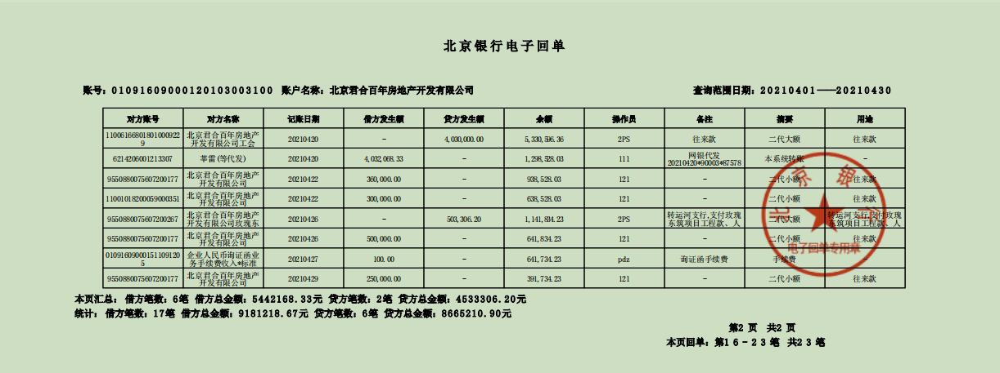 北京银行电子回单
账号：01091609000120103003100 账户名称：北京君合百年房地产开发有限公司 查询范围日期：20210401——20210430
对方账号 对方名称 记账日期 借方发生额 贷方发生额 余额 操作员 备注 摘要 用途
110061668018010009229 北京君合百年房地产开发有限公司工会 20210420 － 4,030,000.00 5,330,596.36 2PS 往来款 二代大额 往来款
6214206001213307 莘雷(等代发) 20210420 4,032,068.33 － 1,298,528.03 111 网银代发20210420*90003*87578 本系统转账 －
9550880075607200177 北京君合百年房地产开发有限公司 20210422 360,000.00 － 938,528.03 121 － 二代小额 往来款
11001018200059000351 北京君合百年房地产开发有限公司 20210422 300,000.00 － 638,528.03 121 － 二代小额 往来款
9550880075607200267 北京君合百年房地产开发有限公司玫瑰东 20210426 － 503,306.20 1,141,834.23 2PS 转运河支行,支付玫瑰东筑项目工程款、人 二代大额 转运河支行,支付玫瑰东筑项目工程款、人
9550880075607200177 北京君合百年房地产开发有限公司 20210426 500,000.00 － 641,834.23 121 － 二代小额 往来款
010916090001511091205 企业人民币询证函业务手续费收入*标准 20210427 100.00 － 641,734.23 pdz 询证函手续费 手续费 －
9550880075607200177 北京君合百年房地产开发有限公司 20210429 250,000.00 － 391,734.23 121 － 二代小额 往来款
北京银行
电子回单专用章
本页汇总：借方笔数：6笔 借方总金额：5442168.33元 贷方笔数：2笔 贷方总金额：4533306.20元
统计：借方笔数：17笔 借方总金额：9181218.67元 贷方笔数：6笔 贷方总金额：8665210.90元
第2 页 共2 页
本页回单：第16-23笔 共23笔